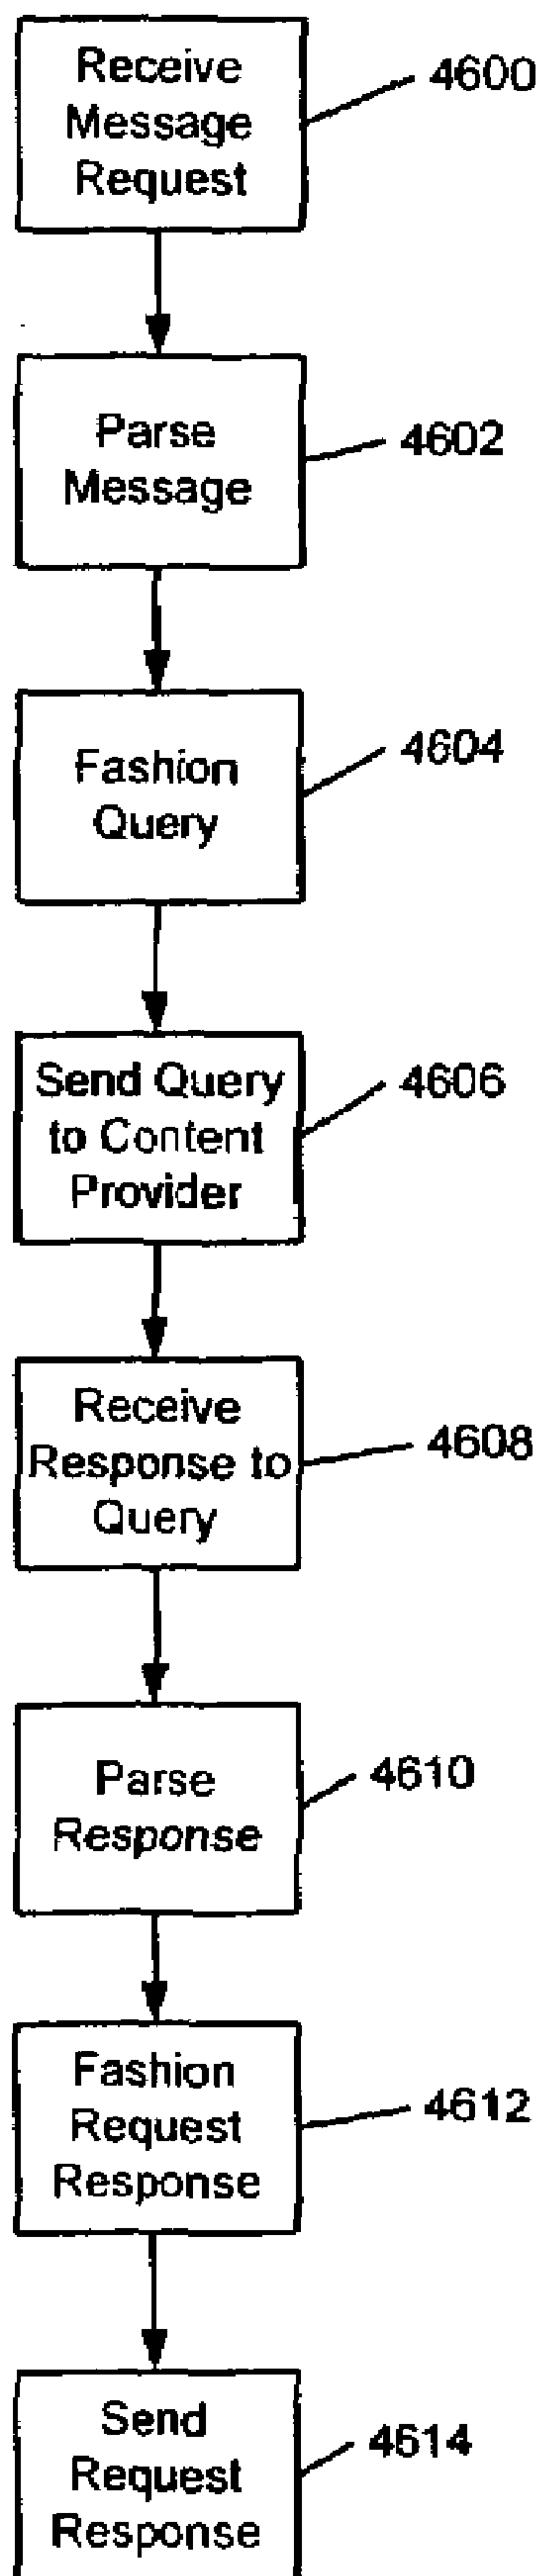 Receive
Message
Request
4600
Parse
Message
4602
Fashion
Query
4604
Send Query
to Content
Provider
4606
Receive
Response to
Query
4608
Parse
Response
4610
Fashion
Request
Response
4612
Send
Request
Response
4614